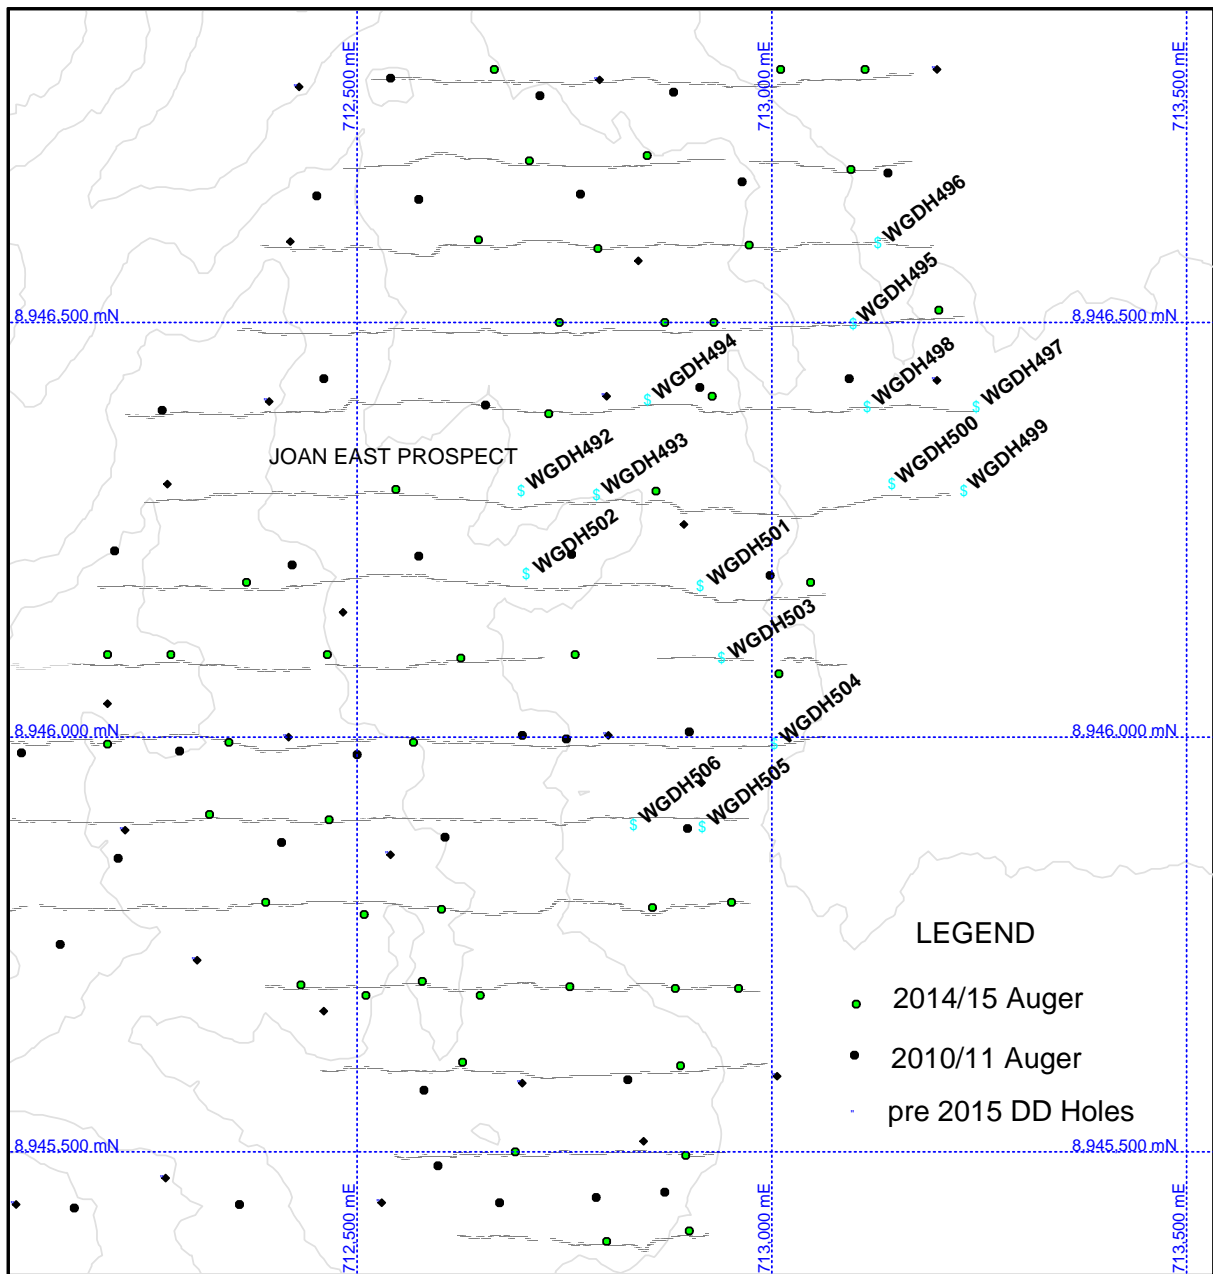 712,500 mE
713,000 mE
713,500 mE
WGDH496
WGDH495
8,946,500 mN
8,946,500 mN
WGDH494
WGDH498
WGDH497
JOAN EAST PROSPECT
WGDH492
WGDH493
WGDH500
WGDH499
WGDH502
WGDH501
WGDH503
WGDH504
8,946,000 mN
8,946,000 mN
WGDH506
WGDH505
LEGEND
2014/15 Auger
2010/11 Auger
pre 2015 DD Holes
8,945,500 mN
8,945,500 mN
712,500 mE
713,000 mE
713,500 mE